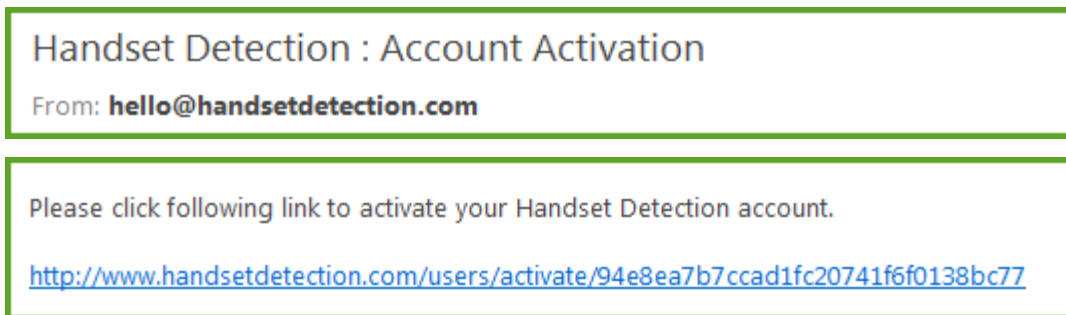 Handset Detection : Account Activation
From: hello@handsetdetection.com
Please click following link to activate your Handset Detection account.
http://www.handsetdetection.com/users/activate/94e8ea7b7ccad1fc20741f6f0138bc77